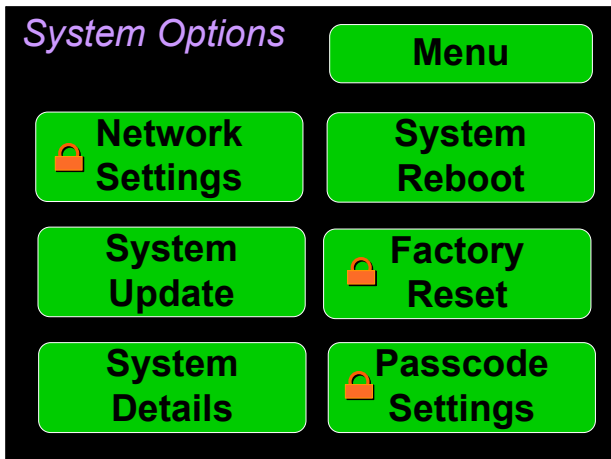 System Options
Menu
Network
Settings
System
Reboot
System
Update
Factory
Reset
System
Details
Passcode
Settings